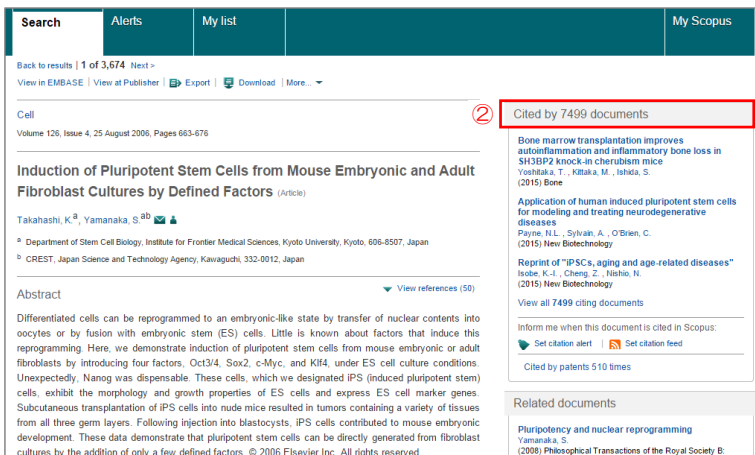 Search
Alerts
My list
My Scopus
Back to results | 1 of 3,674 Next >
View in EMBASE | View at Publisher | Export | Download | More...
Cell
Volume 126, Issue 4, 25 August 2006, Pages 663-676
Induction of Pluripotent Stem Cells from Mouse Embryonic and Adult
Fibroblast Cultures by Defined Factors (Article)
Takahashi, K.a, Yamanaka, S.ab
a Department of Stem Cell Biology, Institute for Frontier Medical Sciences, Kyoto University, Kyoto, 606-8507, Japan
b CREST, Japan Science and Technology Agency, Kawaguchi, 332-0012, Japan
Abstract
View references (50)
Differentiated cells can be reprogrammed to an embryonic-like state by transfer of nuclear contents into
oocytes or by fusion with embryonic stem (ES) cells. Little is known about factors that induce this
reprogramming. Here, we demonstrate induction of pluripotent stem cells from mouse embryonic or adult
fibroblasts by introducing four factors, Oct3/4, Sox2, c-Myc, and Klf4, under ES cell culture conditions.
Unexpectedly, Nanog was dispensable. These cells, which we designated iPS (induced pluripotent stem)
cells, exhibit the morphology and growth properties of ES cells and express ES cell marker genes.
Subcutaneous transplantation of iPS cells into nude mice resulted in tumors containing a variety of tissues
from all three germ layers. Following injection into blastocysts, iPS cells contributed to mouse embryonic
development. These data demonstrate that pluripotent stem cells can be directly generated from fibroblast
cultures by the addition of only a few defined factors. © 2006 Elsevier Inc. All rights reserved
②
Cited by 7499 documents
Bone marrow transplantation improves
autoinflammation and inflammatory bone loss in
SH3BP2 knock-in cherubism mice
Yoshitaka, T. , Kittaka, M. , Ishida, S.
(2015) Bone
Application of human induced pluripotent stem cells
for modeling and treating neurodegenerative
diseases
Payne, N.L. , Sylvain, A. , O'Brien, C.
(2015) New Biotechnology
Reprint of "iPSCs, aging and age-related diseases"
Isobe, K.-I. , Cheng, Z. , Nishio, N.
(2015) New Biotechnology
View all 7499 citing documents
Inform me when this document is cited in Scopus:
Set citation alert | Set citation feed
Cited by patents 510 times
Related documents
Pluripotency and nuclear reprogramming
Yamanaka, S.
(2008) Philosophical Transactions of the Royal Society B: